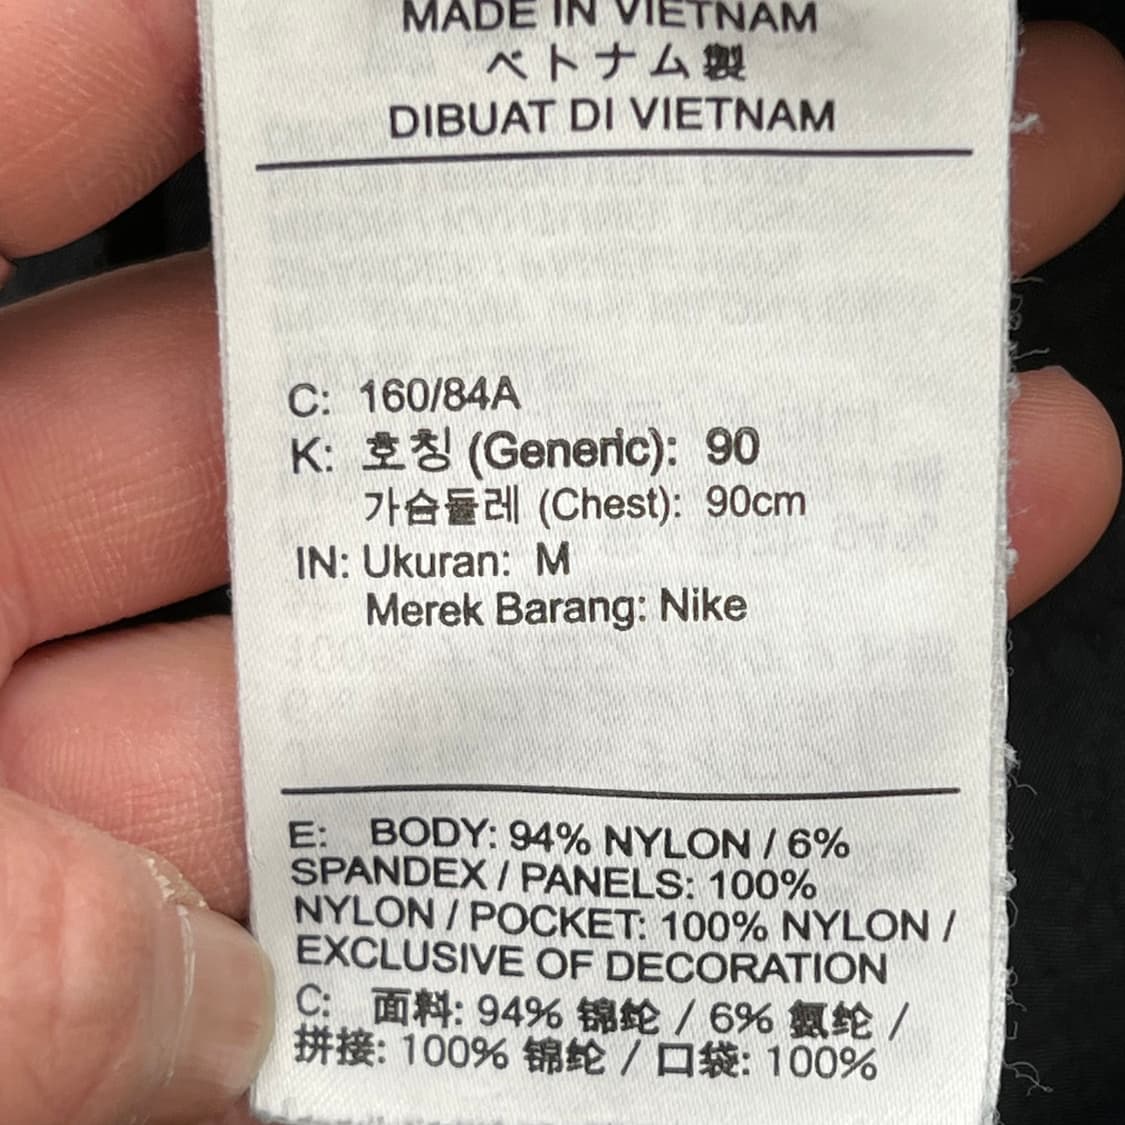 MADE IN VIETNAM
ベトナム製
DIBUAT DI VIETNAM
C: 160/84A
K: 호칭 (Generic): 90
가슴둘레 (Chest): 90cm
IN: Ukuran: M
Merek Barang: Nike
E: BODY: 94% NYLON / 6%
SPANDEX / PANELS: 100%
NYLON / POCKET: 100% NYLON /
EXCLUSIVE OF DECORATION
C: 面料: 94% 锦纶 / 6% 氨纶 /
拼接: 100% 锦纶 / 口袋: 100%